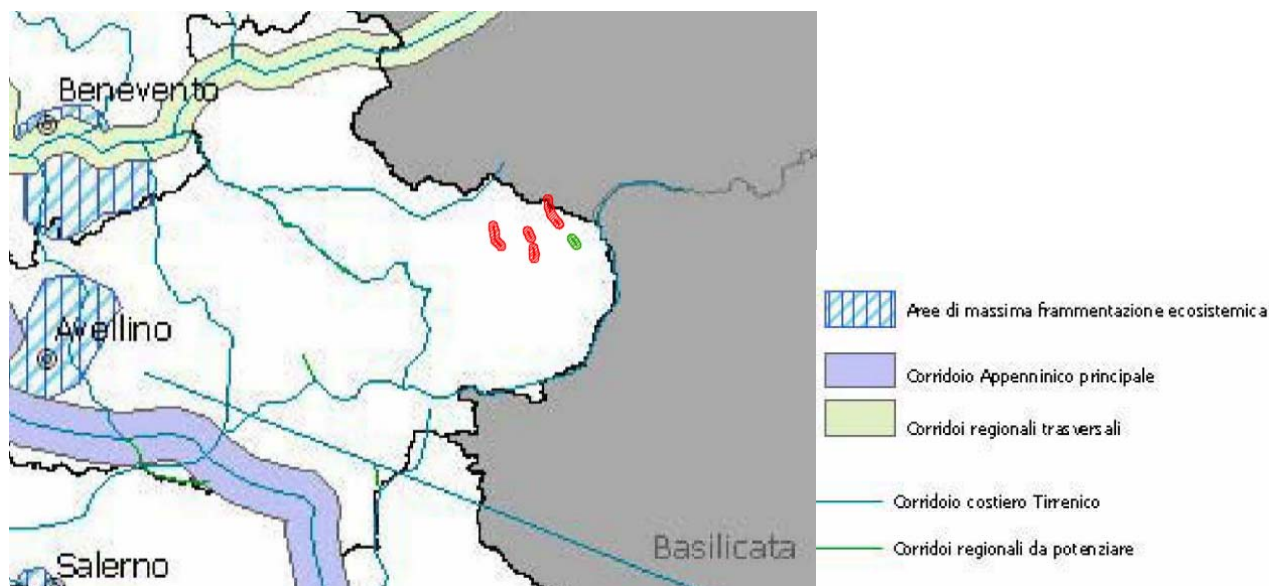 Benevento
Avellino
Salerno
Basilicata
Aree di massima frammentazione ecosistemica
Corridoio Appenninico principale
Corridoi regionali trasversali
Corridoio costiero Tirrenico
Corridoi regionali da potenziare